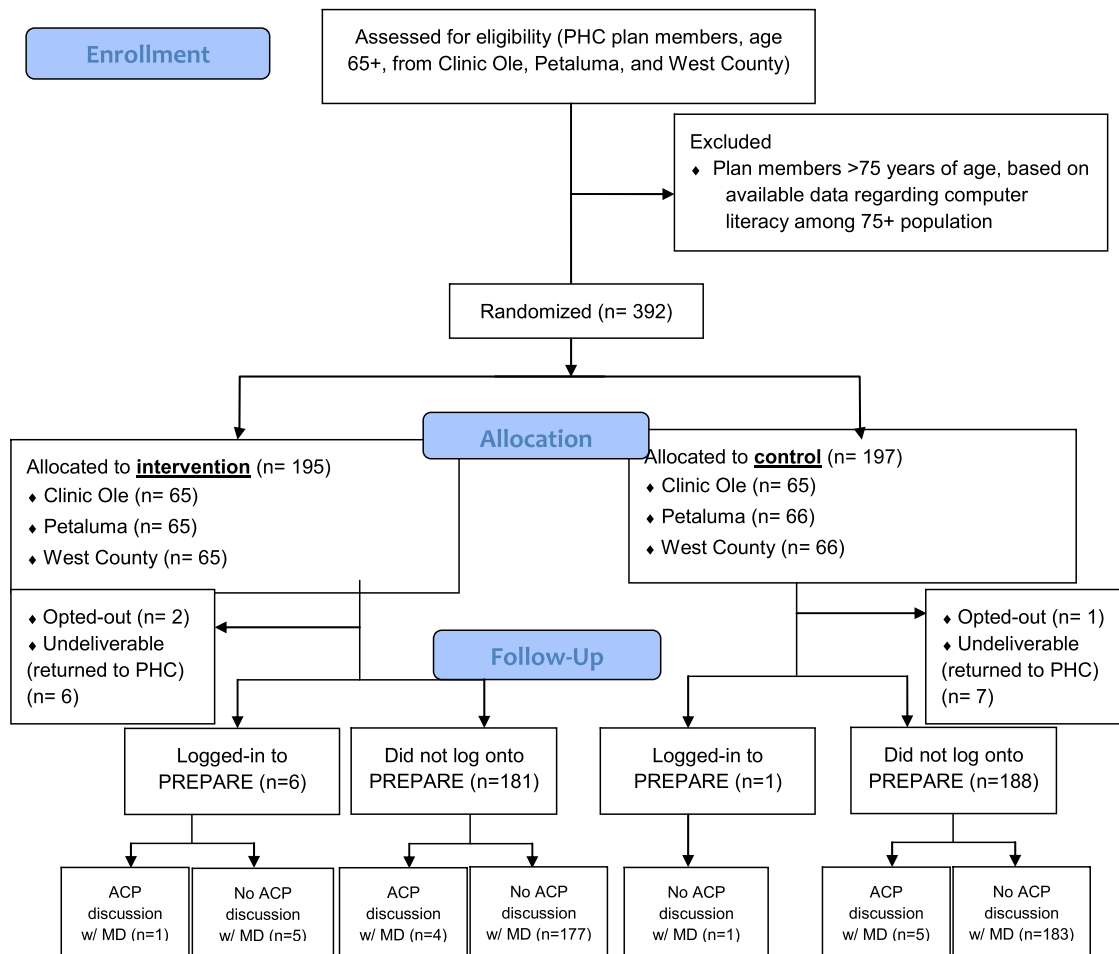 Enrollment
Assessed for eligibility (PHC plan members, age
65+, from Clinic Ole, Petaluma, and West County)
Excluded
♦ Plan members >75 years of age, based on
available data regarding computer
literacy among 75+ population
Randomized (n= 392)
Allocation
Allocated to intervention (n= 195)
♦ Clinic Ole (n= 65)
♦ Petaluma (n= 65)
♦ West County (n= 65)
Allocated to control (n= 197)
♦ Clinic Ole (n= 65)
♦ Petaluma (n= 66)
♦ West County (n= 66)
♦ Opted-out (n= 2)
♦ Undeliverable
(returned to PHC)
(n= 6)
♦ Opted-out (n= 1)
♦ Undeliverable
(returned to PHC)
(n= 7)
Follow-Up
Logged-in to
PREPARE (n=6)
Did not log onto
PREPARE (n=181)
Logged-in to
PREPARE (n=1)
Did not log onto
PREPARE (n=188)
ACP
discussion
w/ MD (n=1)
No ACP
discussion
w/ MD (n=5)
ACP
discussion
w/ MD (n=4)
No ACP
discussion
w/ MD (n=177)
No ACP
discussion
w/ MD (n=1)
ACP
discussion
w/ MD (n=5)
No ACP
discussion
w/ MD (n=183)